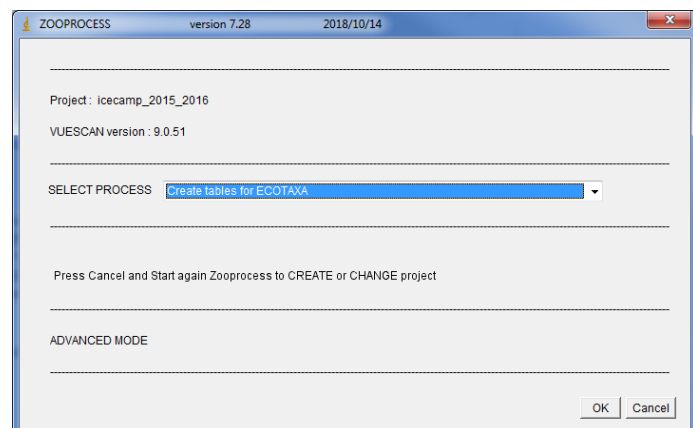 ZOOPROCESS version 7.28 2018/10/14
Project : icecamp_2015_2016
VUESCAN version : 9.0.51
SELECT PROCESS Create tables for ECOTAXA
Press Cancel and Start again Zooprocess to CREATE or CHANGE project
ADVANCED MODE
OK Cancel